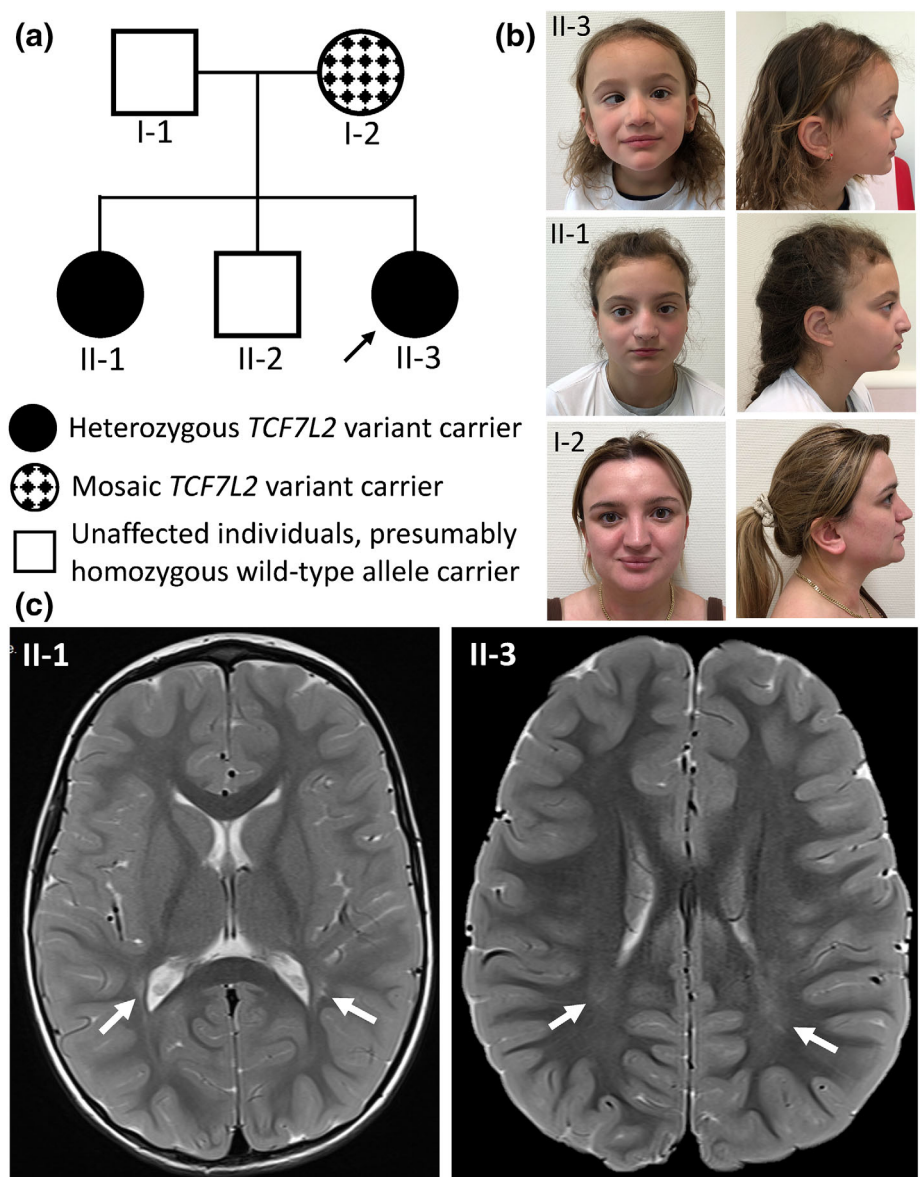 (a)
I-1
I-2
II-1
II-2
II-3
Heterozygous TCF7L2 variant carrier
Mosaic TCF7L2 variant carrier
Unaffected individuals, presumably
homozygous wild-type allele carrier
(b)
II-3
II-1
I-2
(c)
e. II-1
II-3